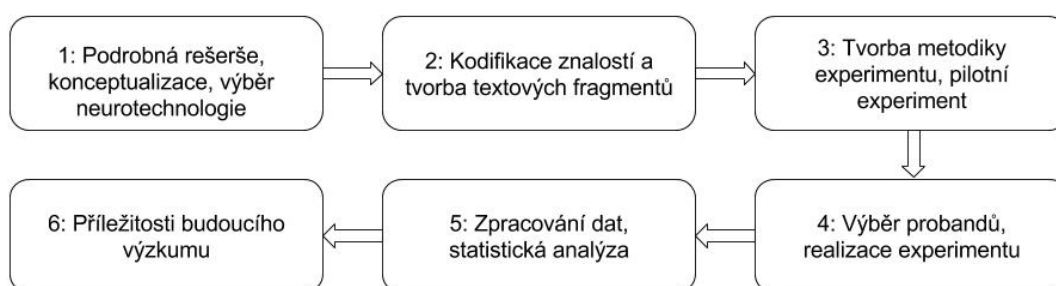 1: Podrobná rešerše,
konceptualizace, výběr
neurotechnologie
2: Kodifikace znalostí a
tvorba textových fragmentů
3: Tvorba metodiky
experimentu, pilotní
experiment
4: Výběr probandů,
realizace experimentu
5: Zpracování dat,
statistická analýza
6: Příležitosti budoucího
výzkumu